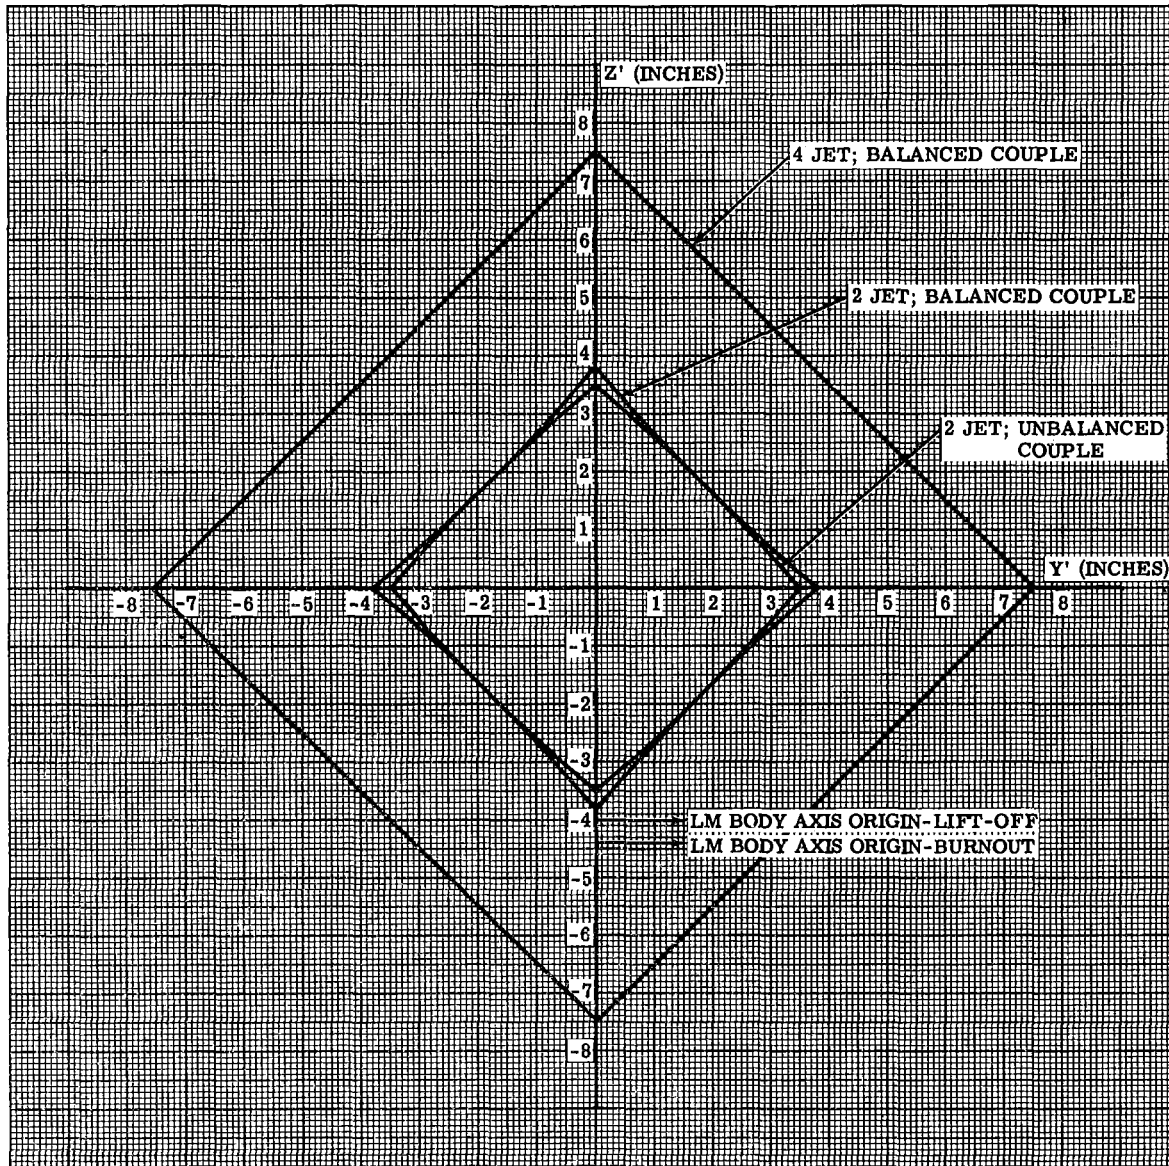 Z' (INCHES)
8
4 JET; BALANCED COUPLE
7
6
5
2 JET; BALANCED COUPLE
4
3
2 JET; UNBALANCED
COUPLE
2
1
Y' (INCHES)
-8 -7 -6 -5 -4 -3 -2 -1 1 2 3 4 5 6 7 8
-1
-2
-3
-4
LM BODY AXIS ORIGIN-LIFT-OFF
LM BODY AXIS ORIGIN-BURNOUT
-5
-6
-7
-8